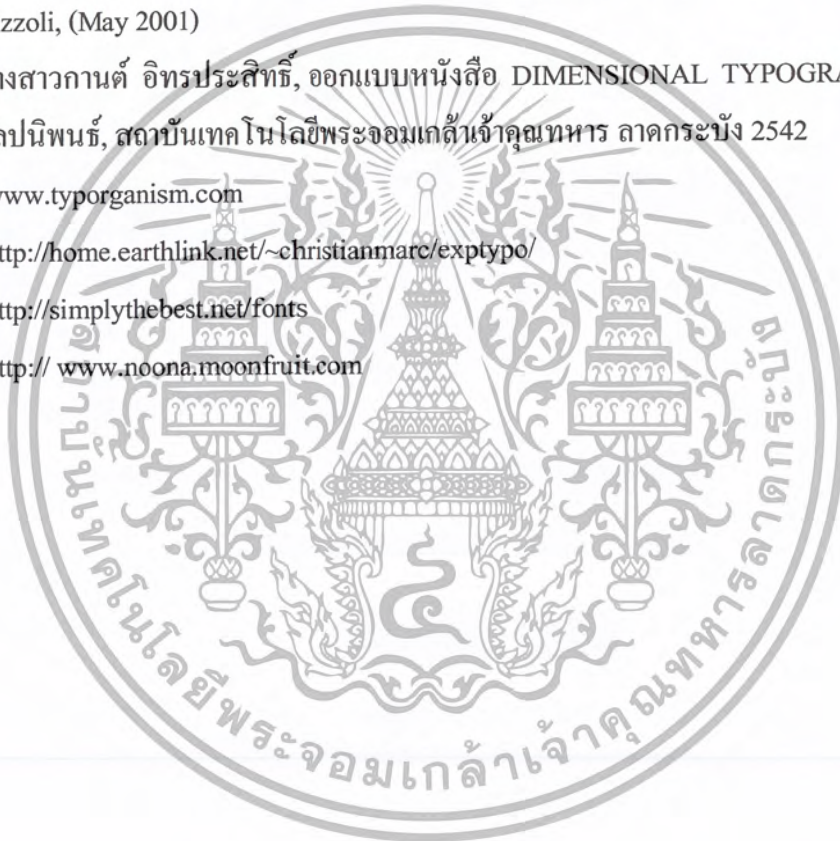 zzoli, (May 2001)
างสาวกานต์ อิทรประสิทธิ์, ออกแบบหนังสือ DIMENSIONAL TYPOGRA
ลปนิพนธ์, สถาบันเทคโนโลยีพระจอมเกล้าเจ้าคุณทหาร ลาดกระบัง 2542
www.typorganism.com
ttp://home.earthlink.net/~christianmarc/exptypo/
ttp://simplythebest.net/fonts
ttp:// www.noona.moonfruit.com
๔
สถาบันเทคโนโลยีพระจอมเกล้าเจ้าคุณทหารลาดกระบัง